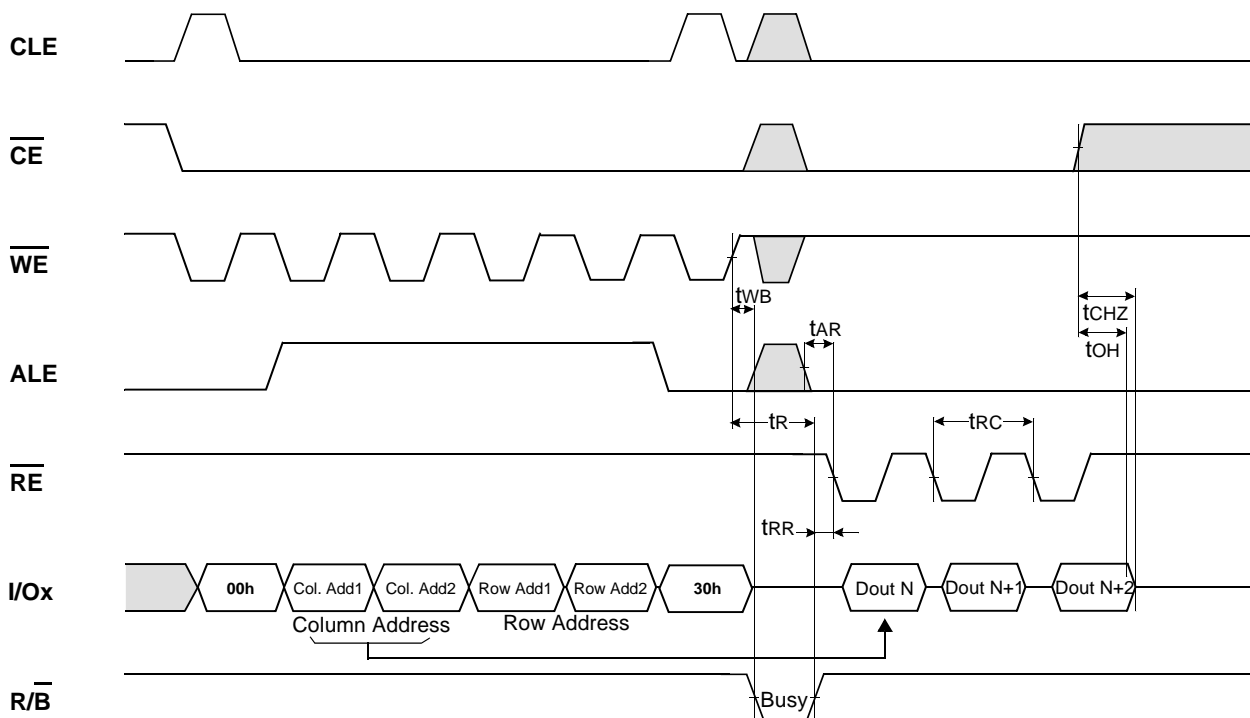 CLE
CE
WE
tWB
tCHZ
tAR
tOH
ALE
tR
tRC
RE
tRR
I/Ox
00h
Col. Add1
Col. Add2
Row Add1
Row Add2
30h
Dout N
Dout N+1
Dout N+2
Column Address
Row Address
R/B
Busy